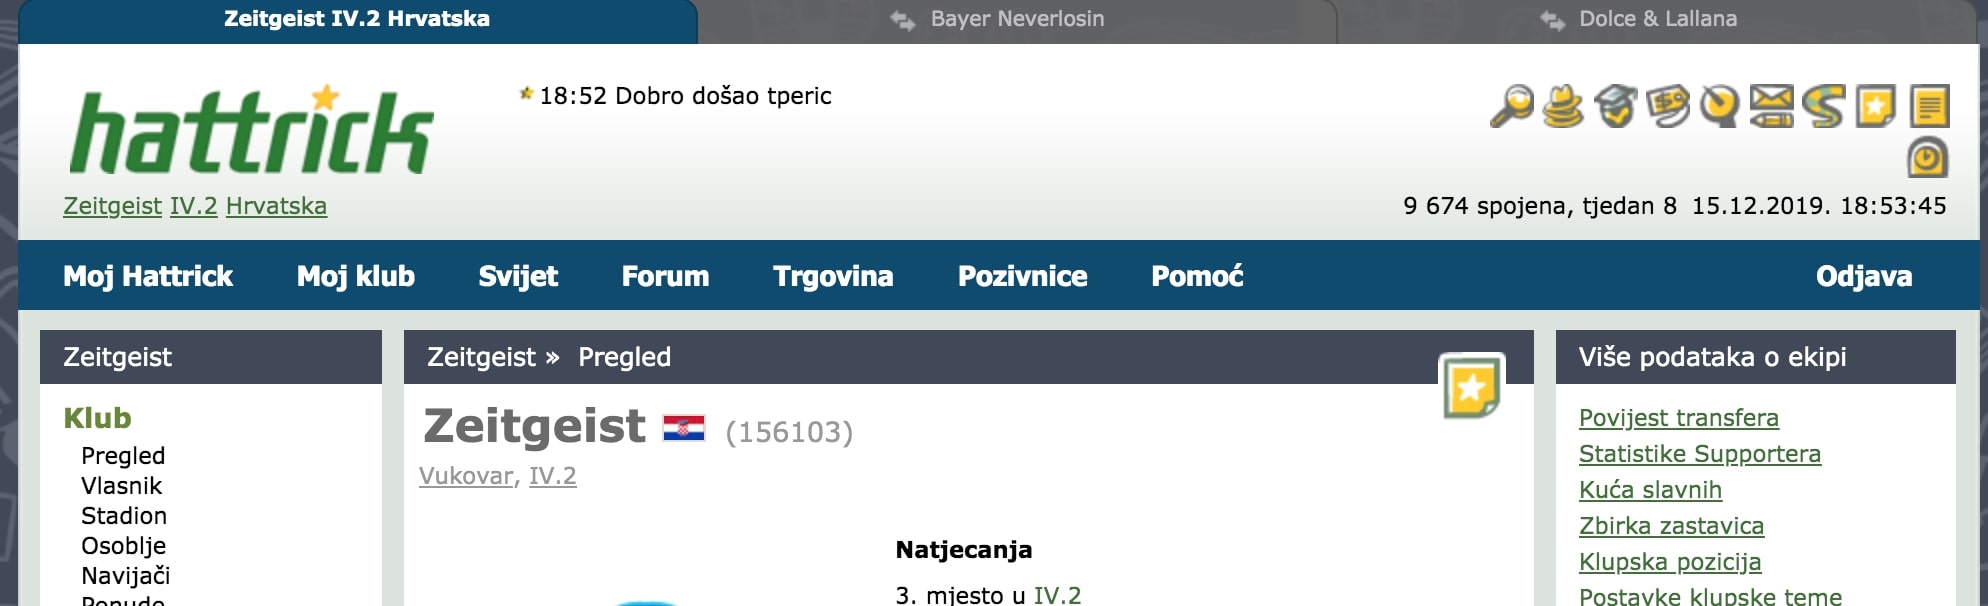 Zeitgeist IV.2 Hrvatska
Bayer Neverlosin
Dolce & Lallana
hattrick
18:52 Dobro došao tperic
Zeitgeist IV.2 Hrvatska
9 674 spojena, tjedan 8 15.12.2019. 18:53:45
Moj Hattrick Moj klub Svijet Forum Trgovina Pozivnice Pomoć Odjava
Zeitgeist
Klub
Pregled
Vlasnik
Stadion
Osoblje
Navijači
Ponude
Zeitgeist » Pregled
Zeitgeist (156103)
Vukovar, IV.2
Natjecanja
3. mjesto u IV.2
Više podataka o ekipi
Povijest transfera
Statistike Supportera
Kuća slavnih
Zbirka zastavica
Klupska pozicija
Postavke klupske teme